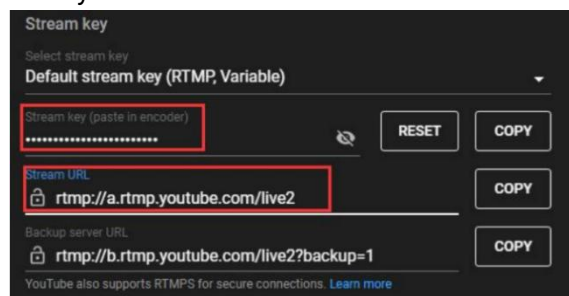 Stream key
Select stream key
Default stream key (RTMP, Variable)
Stream key (paste in encoder)
••••••••••••••••••••••••
RESET
COPY
Stream URL
rtmp://a.rtmp.youtube.com/live2
COPY
Backup server URL
rtmp://b.rtmp.youtube.com/live2?backup=1
COPY
YouTube also supports RTMPS for secure connections. Learn more